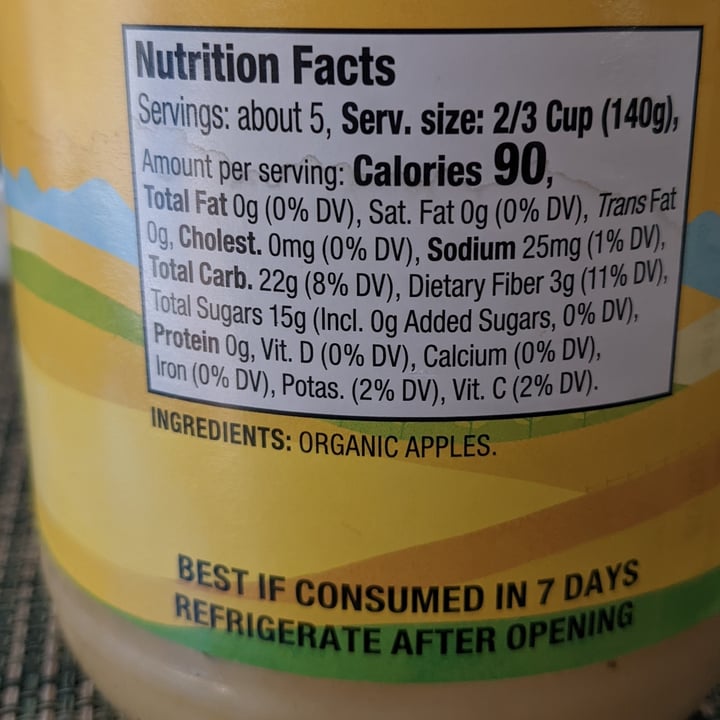 Nutrition Facts
Servings: about 5, Serv. size: 2/3 Cup (140g),
Amount per serving: Calories 90,
Total Fat 0g (0% DV), Sat. Fat 0g (0% DV), Trans Fat
0g, Cholest. 0mg (0% DV), Sodium 25mg (1% DV),
Total Carb. 22g (8% DV), Dietary Fiber 3g (11% DV),
Total Sugars 15g (Incl. 0g Added Sugars, 0% DV),
Protein 0g, Vit. D (0% DV), Calcium (0% DV),
Iron (0% DV), Potas. (2% DV), Vit. C (2% DV).
INGREDIENTS: ORGANIC APPLES.
BEST IF CONSUMED IN 7 DAYS
REFRIGERATE AFTER OPENING